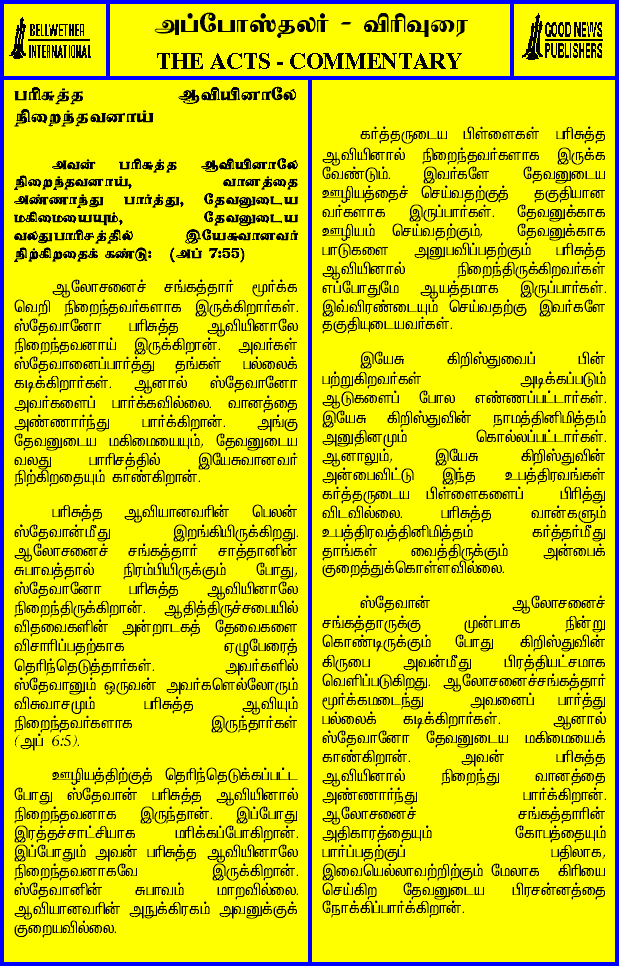 BELLWETHER
INTERNATIONAL
அப்போஸ்தலர் - விரிவுரை
THE ACTS - COMMENTARY
GOOD NEWS
PUBLISHERS
பரிசுத்த ஆவியினாலே
நிறைந்தவனாய்
அவன் பரிசுத்த ஆவியினாலே
நிறைந்தவனாய், வானத்தை
அண்ணாந்து பார்த்து, தேவனுடைய
மகிமையையும், தேவனுடைய
வலதுபாரிசத்தில் இயேசுவானவர்
நிற்கிறதைக் கண்டு: (அப் 7:55)
ஆலோசனைச் சங்கத்தார் மூர்க்க
வெறி நிறைந்தவர்களாக இருக்கிறார்கள்.
ஸ்தேவானோ பரிசுத்த ஆவியினாலே
நிறைந்தவனாய் இருக்கிறான். அவர்கள்
ஸ்தேவானைப்பார்த்து தங்கள் பல்லைக்
கடிக்கிறார்கள். ஆனால் ஸ்தேவானோ
அவர்களைப் பார்க்கவில்லை. வானத்தை
அண்ணார்ந்து பார்க்கிறான். அங்கு
தேவனுடைய மகிமையையும், தேவனுடைய
வலது பாரிசத்தில் இயேசுவானவர்
நிற்கிறதையும் காண்கிறான்.
பரிசுத்த ஆவியானவரின் பெலன்
ஸ்தேவான்மீது இறங்கியிருக்கிறது.
ஆலோசனைச் சங்கத்தார் சாத்தானின்
சுபாவத்தால் நிரம்பியிருக்கும் போது,
ஸ்தேவானோ பரிசுத்த ஆவியினாலே
நிறைந்திருக்கிறான். ஆதித்திருச்சபையில்
விதவைகளின் அன்றாடகத் தேவைகளை
விசாரிப்பதற்காக ஏழுபேரைத்
தெரிந்தெடுத்தார்கள். அவர்களில்
ஸ்தேவானும் ஒருவன் அவர்களெல்லோரும்
விசுவாசமும் பரிசுத்த ஆவியும்
நிறைந்தவர்களாக இருந்தார்கள்
(அப் 6:5).
ஊழியத்திற்குத் தெரிந்தெடுக்கப்பட்ட
போது ஸ்தேவான் பரிசுத்த ஆவியினால்
நிறைந்தவனாக இருந்தான். இப்போது
இரத்தச்சாட்சியாக மரிக்கப்போகிறான்.
இப்போதும் அவன் பரிசுத்த ஆவியினாலே
நிறைந்தவனாகவே இருக்கிறான்.
ஸ்தேவானின் சுபாவம் மாறவில்லை.
ஆவியானவரின் அநுக்கிரகம் அவனுக்குக்
குறையவில்லை.
கர்த்தருடைய பிள்ளைகள் பரிசுத்த
ஆவியினால் நிறைந்தவர்களாக இருக்க
வேண்டும். இவர்களே தேவனுடைய
ஊழியத்தைச் செய்வதற்குத் தகுதியான
வர்களாக இருப்பார்கள். தேவனுக்காக
ஊழியம் செய்வதற்கும், தேவனுக்காக
பாடுகளை அனுபவிப்பதற்கும் பரிசுத்த
ஆவியினால் நிறைந்திருக்கிறவர்கள்
எப்போதுமே ஆயத்தமாக இருப்பார்கள்.
இவ்விரண்டையும் செய்வதற்கு இவர்களே
தகுதியுடையவர்கள்.
இயேசு கிறிஸ்துவைப் பின்
பற்றுகிறவர்கள் அடிக்கப்படும்
ஆடுகளைப் போல எண்ணப்பட்டார்கள்.
இயேசு கிறிஸ்துவின் நாமத்தினிமித்தம்
அனுதினமும் கொல்லப்பட்டார்கள்.
ஆனாலும், இயேசு கிறிஸ்துவின்
அன்பைவிட்டு இந்த உபத்திரவங்கள்
கர்த்தருடைய பிள்ளைகளைப் பிரித்து
விடவில்லை. பரிசுத்த வான்களும்
உபத்திரவத்தினிமித்தம் கர்த்தர்மீது
தாங்கள் வைத்திருக்கும் அன்பைக்
குறைத்துக்கொள்ளவில்லை.
ஸ்தேவான் ஆலோசனைச்
சங்கத்தாருக்கு முன்பாக நின்று
கொண்டிருக்கும் போது கிறிஸ்துவின்
கிருபை அவன்மீது பிரத்தியட்சமாக
வெளிப்படுகிறது. ஆலோசனைச்சங்கத்தார்
மூர்க்கமடைந்து அவனைப் பார்த்து
பல்லைக் கடிக்கிறார்கள். ஆனால்
ஸ்தேவானோ தேவனுடைய மகிமையைக்
காண்கிறான். அவன் பரிசுத்த
ஆவியினால் நிறைந்து வானத்தை
அண்ணார்ந்து பார்க்கிறான்.
ஆலோசனைச் சங்கத்தாரின்
அதிகாரத்தையும் கோபத்தையும்
பார்ப்பதற்குப் பதிலாக,
இவையெல்லாவற்றிற்கும் மேலாக கிரியை
செய்கிற தேவனுடைய பிரசன்னத்தை
நோக்கிப்பார்க்கிறான்.